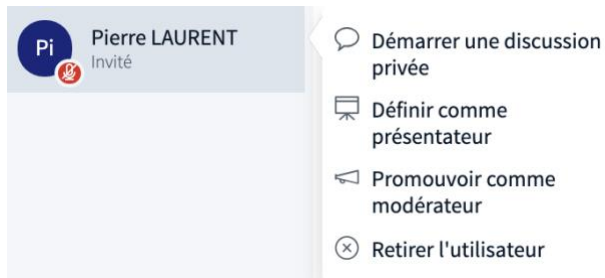 Pi
Pierre LAURENT
Invité
Démarrer une discussion
privée
Définir comme
présentateur
Promouvoir comme
modérateur
Retirer l'utilisateur